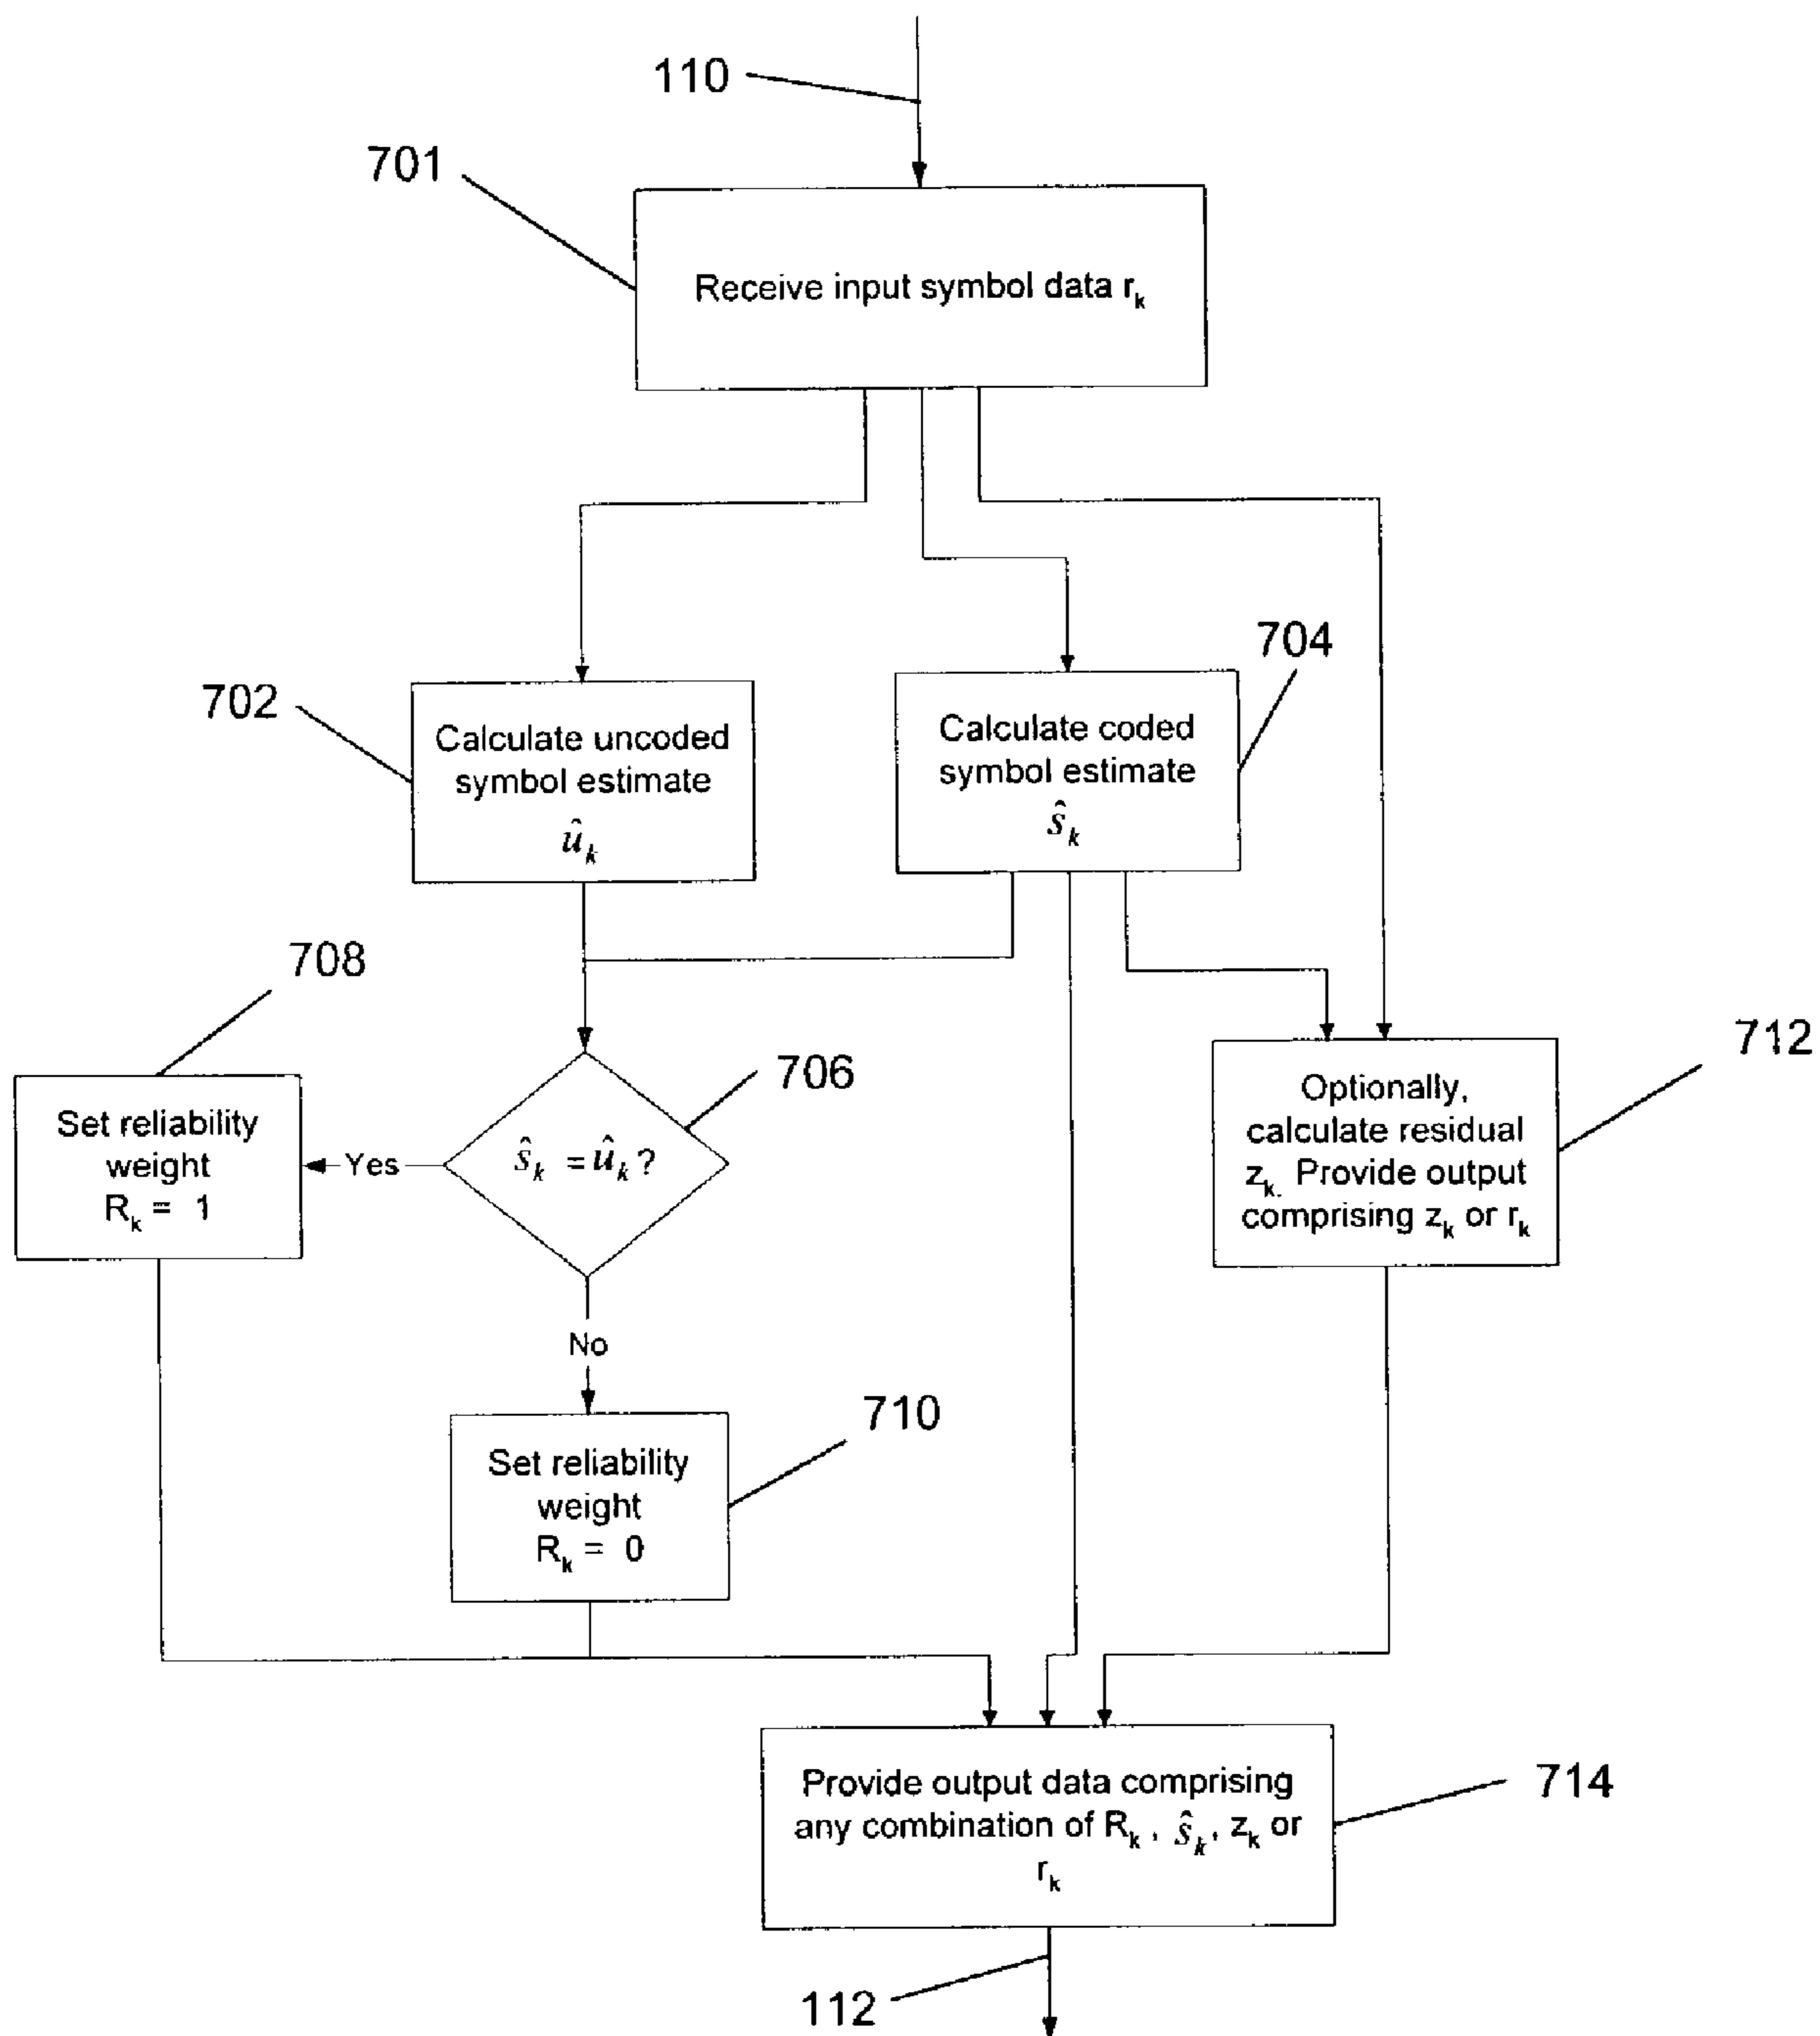 110
701
Receive input symbol data rₖ
702
Calculate uncoded
symbol estimate
ûₖ
704
Calculate coded
symbol estimate
ŝₖ
708
Set reliability
weight
Rₖ = 1
Yes
706
ŝₖ = ûₖ?
712
Optionally,
calculate residual
zₖ. Provide output
comprising zₖ or rₖ
No
710
Set reliability
weight
Rₖ = 0
714
Provide output data comprising
any combination of Rₖ, ŝₖ, zₖ or
rₖ
112